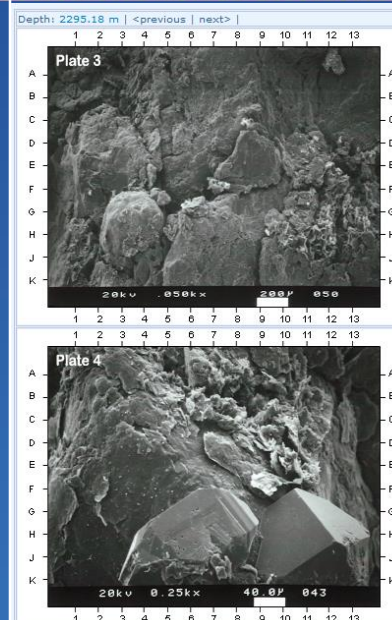 Depth: 2295.18 m | <previous | next> |
1 2 3 4 5 6 7 8 9 10 11 12 13
Plate 3
A A
B B
C C
D D
E E
F F
G G
H H
J J
K K
20kv .050kx 200µ 050
1 2 3 4 5 6 7 8 9 10 11 12 13
1 2 3 4 5 6 7 8 9 10 11 12 13
Plate 4
A A
B B
C C
D D
E E
F F
G G
H H
J J
K K
20kv 0.25kx 40.0µ 043
1 2 3 4 5 6 7 8 9 10 11 12 13